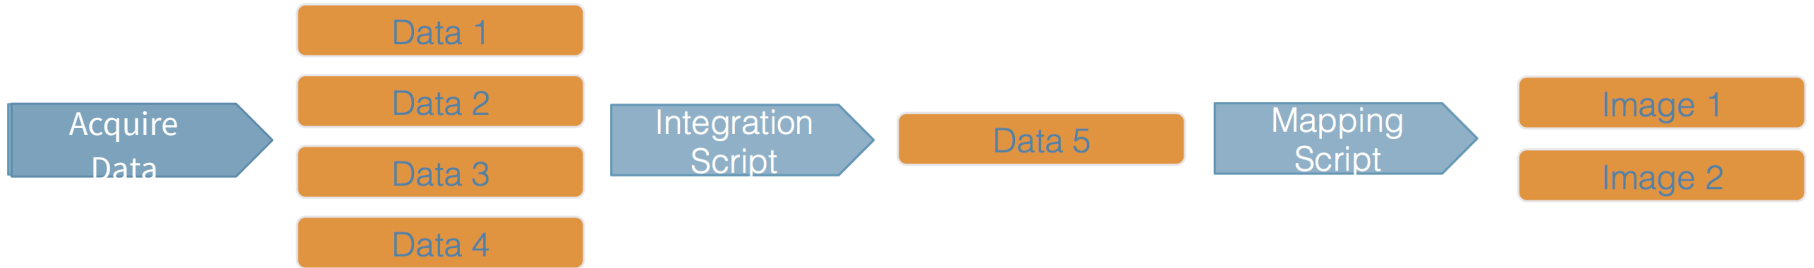 Acquire
Data
Data 1
Data 2
Data 3
Data 4
Integration
Script
Data 5
Mapping
Script
Image 1
Image 2